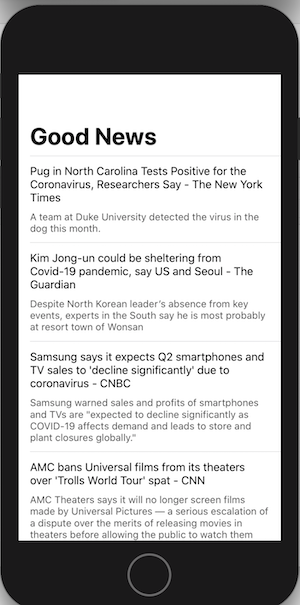 Good News
Pug in North Carolina Tests Positive for the
Coronavirus, Researchers Say - The New York
Times
A team at Duke University detected the virus in the
dog this month.
Kim Jong-un could be sheltering from
Covid-19 pandemic, say US and Seoul - The
Guardian
Despite North Korean leader’s absence from key
events, experts in the South say he is most probably
at resort town of Wonsan
Samsung says it expects Q2 smartphones and
TV sales to 'decline significantly' due to
coronavirus - CNBC
Samsung warned sales and profits of smartphones
and TVs are "expected to decline significantly as
COVID-19 affects demand and leads to store and
plant closures globally."
AMC bans Universal films from its theaters
over 'Trolls World Tour' spat - CNN
AMC Theaters says it will no longer screen films
made by Universal Pictures — a serious escalation of
a dispute over the merits of releasing movies in
theaters before allowing the public to watch them